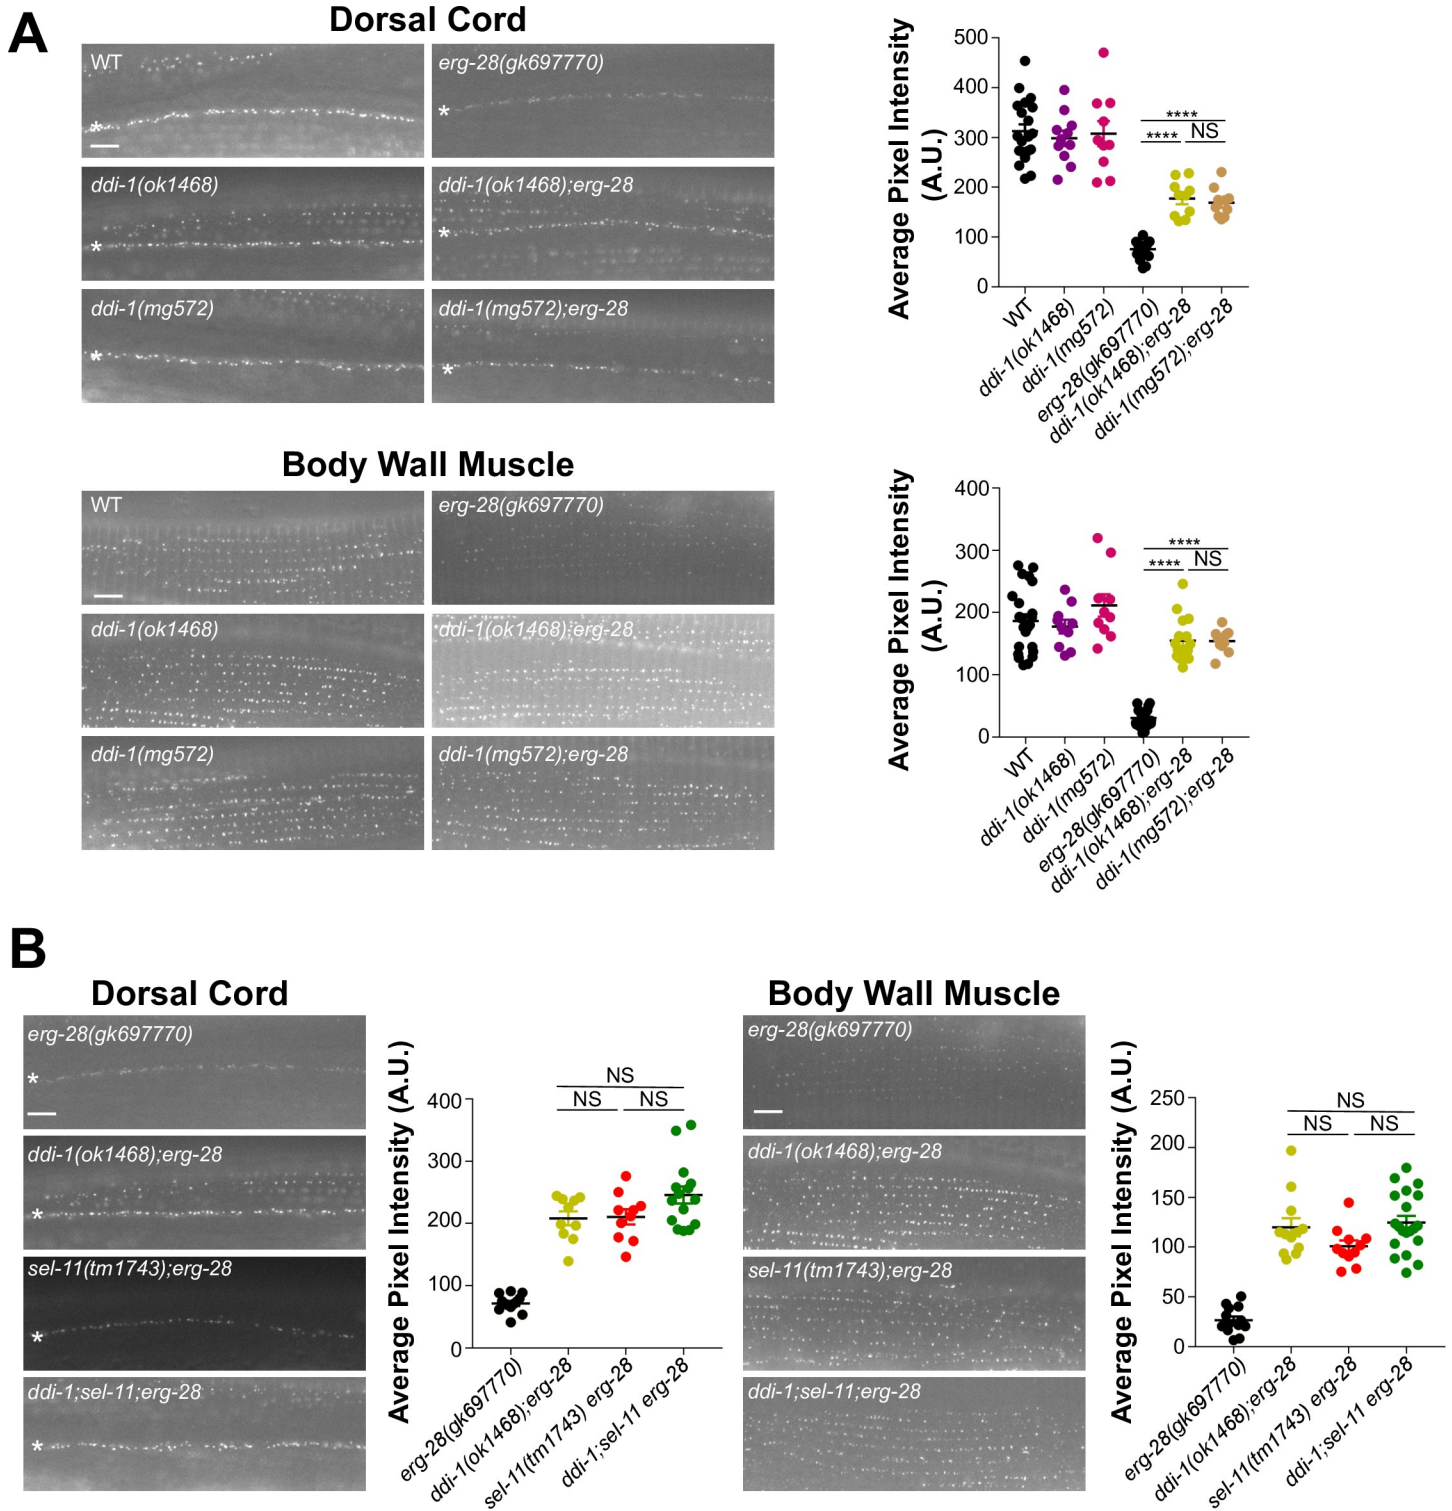 A
Dorsal Cord
WT
erg-28(gk697770)
*
*
ddi-1(ok1468)
ddi-1(ok1468);erg-28
*
*
ddi-1(mg572)
ddi-1(mg572);erg-28
*
*
Average Pixel Intensity
(A.U.)
500
400
300
200
100
0
****
****
NS
WT
ddi-1(ok1468)
ddi-1(mg572)
erg-28(gk697770)
ddi-1(ok1468);erg-28
ddi-1(mg572);erg-28
Body Wall Muscle
WT
erg-28(gk697770)
ddi-1(ok1468)
ddi-1(ok1468);erg-28
ddi-1(mg572)
ddi-1(mg572);erg-28
Average Pixel Intensity
(A.U.)
400
300
200
100
0
****
****
NS
WT
ddi-1(ok1468)
ddi-1(mg572)
erg-28(gk697770)
ddi-1(ok1468);erg-28
ddi-1(mg572);erg-28
B
Dorsal Cord
erg-28(gk697770)
*
ddi-1(ok1468);erg-28
*
sel-11(tm1743);erg-28
*
ddi-1;sel-11;erg-28
*
Average Pixel Intensity (A.U.)
400
300
200
100
0
NS
NS
NS
erg-28(gk697770)
ddi-1(ok1468);erg-28
sel-11(tm1743) erg-28
ddi-1;sel-11 erg-28
Body Wall Muscle
erg-28(gk697770)
ddi-1(ok1468);erg-28
sel-11(tm1743);erg-28
ddi-1;sel-11;erg-28
Average Pixel Intensity (A.U.)
250
200
150
100
50
0
NS
NS
NS
erg-28(gk697770)
ddi-1(ok1468);erg-28
sel-11(tm1743) erg-28
ddi-1;sel-11 erg-28